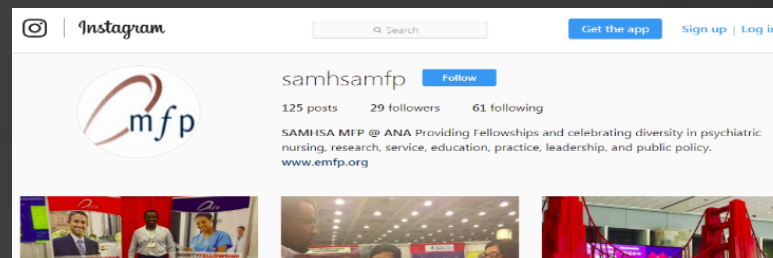 Instagram
Search
Get the app
Sign up | Log in
mfp
samhsamfp
Follow
125 posts 29 followers 61 following
SAMHSA MFP @ ANA Providing Fellowships and celebrating diversity in psychiatric
nursing, research, service, education, practice, leadership, and public policy.
www.emfp.org
mfp
FELLOWSHIP